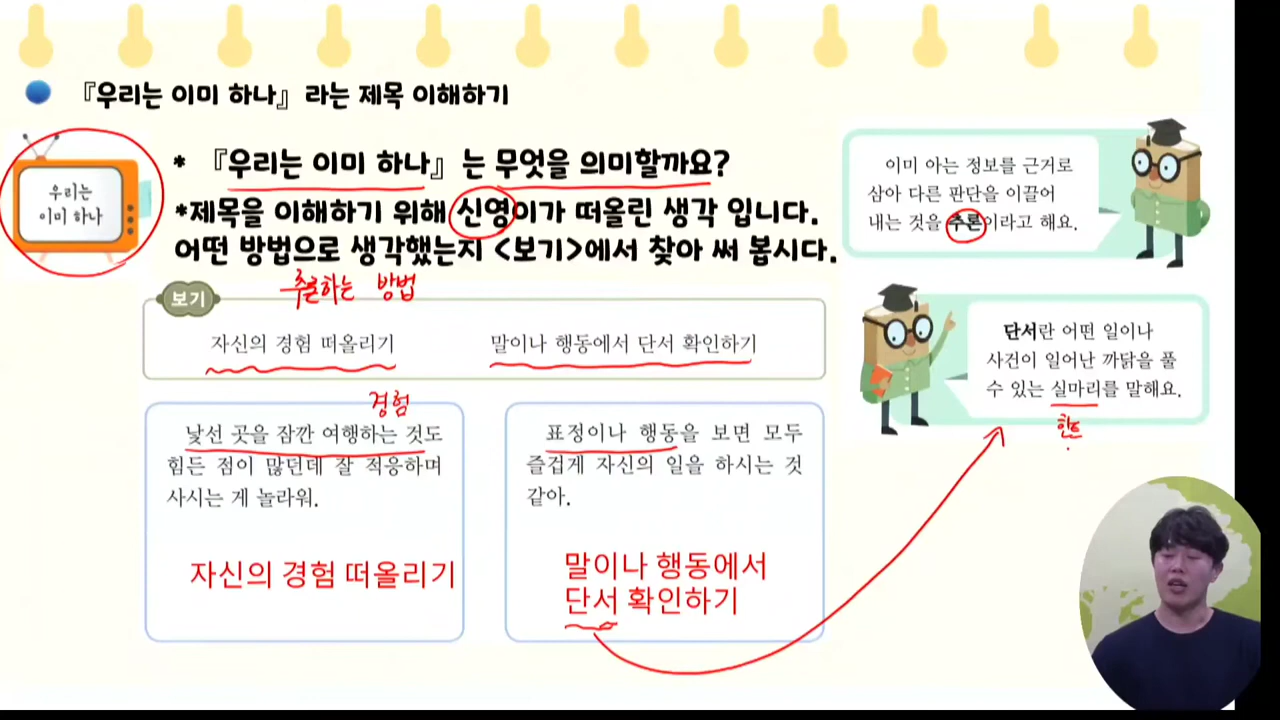 『우리는 이미 하나』 라는 제목 이해하기
우리는
이미 하나
* 『우리는 이미 하나』는 무엇을 의미할까요?
*제목을 이해하기 위해 신영이가 떠올린 생각 입니다.
어떤 방법으로 생각했는지 <보기>에서 찾아 써 봅시다.
추론하는 방법
보기
자신의 경험 떠올리기
말이나 행동에서 단서 확인하기
경험
낯선 곳을 잠깐 여행하는 것도
힘든 점이 많던데 잘 적응하며
사시는 게 놀라워.
자신의 경험 떠올리기
표정이나 행동을 보면 모두
즐겁게 자신의 일을 하시는 것
같아.
말이나 행동에서
단서 확인하기
이미 아는 정보를 근거로
삼아 다른 판단을 이끌어
내는 것을 추론이라고 해요.
단서란 어떤 일이나
사건이 일어난 까닭을 풀
수 있는 실마리를 말해요.
힌트